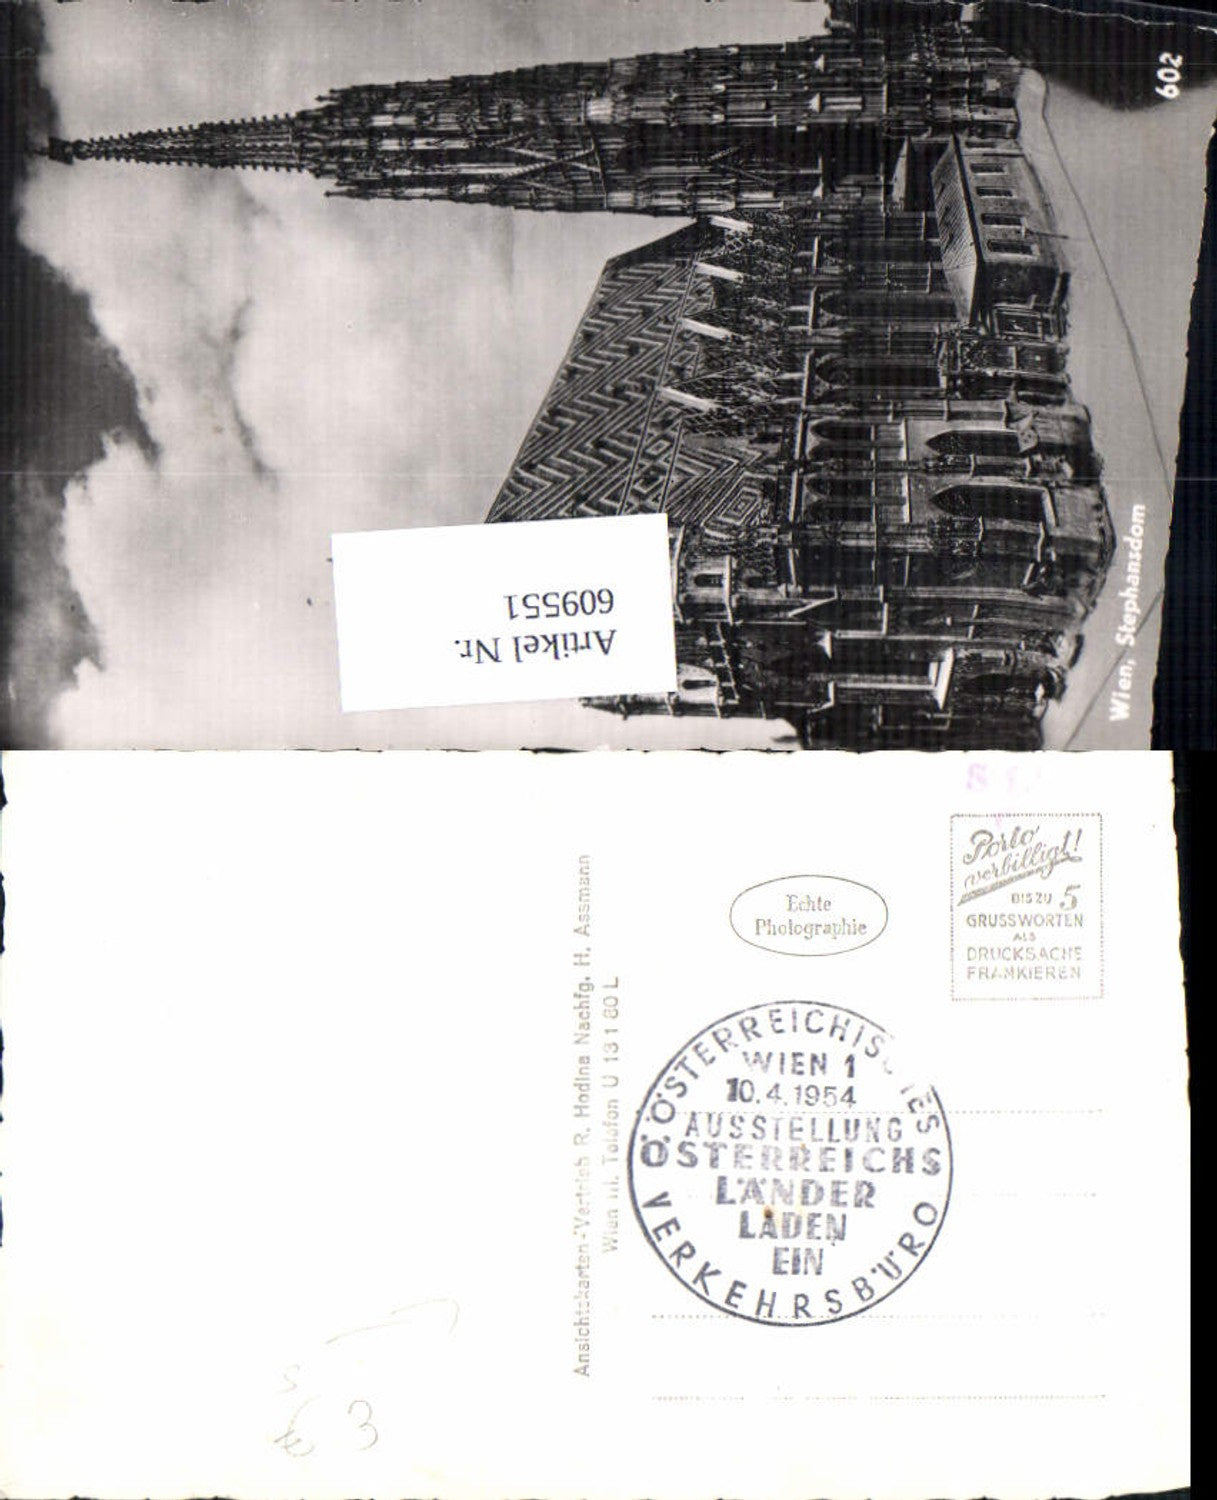 602
Wien, Stephansdom
Artikel Nr.
609551
Porto
verbilligt!
BIS ZU 5
GRUSSWORTEN
ALS
DRUCKSACHE
FRANKIEREN
Echte
Photographie
Ansichtskarten-Vertrieb R. Hodina Nachfg. H. Assmann
Wien III. Telefon U 13 1 80 L
ÖSTERREICHISCHES
WIEN 1
10.4.1954
AUSSTELLUNG
ÖSTERREICHS
LÄNDER
LADEN
EIN
VERKEHRSBÜRO
€ 3